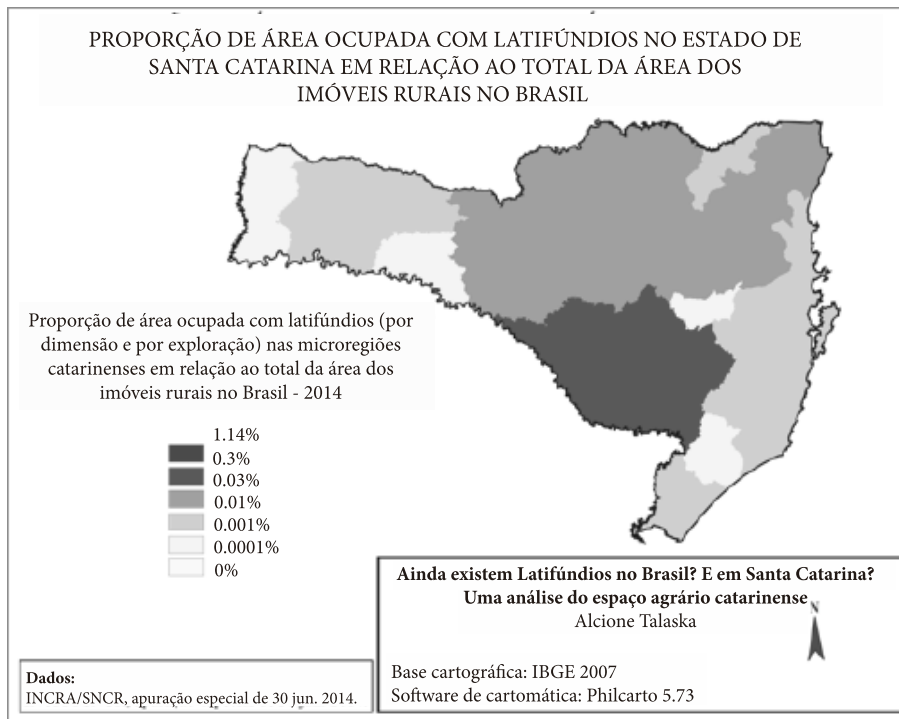 PROPORÇÃO DE ÁREA OCUPADA COM LATIFÚNDIOS NO ESTADO DE
SANTA CATARINA EM RELAÇÃO AO TOTAL DA ÁREA DOS
IMÓVEIS RURAIS NO BRASIL
Proporção de área ocupada com latifúndios (por
dimensão e por exploração) nas microregiões
catarinenses em relação ao total da área dos
imóveis rurais no Brasil - 2014
1.14%
0.3%
0.03%
0.01%
0.001%
0.0001%
0%
Ainda existem Latifúndios no Brasil? E em Santa Catarina?
Uma análise do espaço agrário catarinense
Alcione Talaska
N
Base cartográfica: IBGE 2007
Software de cartomática: Philcarto 5.73
Dados:
INCRA/SNCR, apuração especial de 30 jun. 2014.